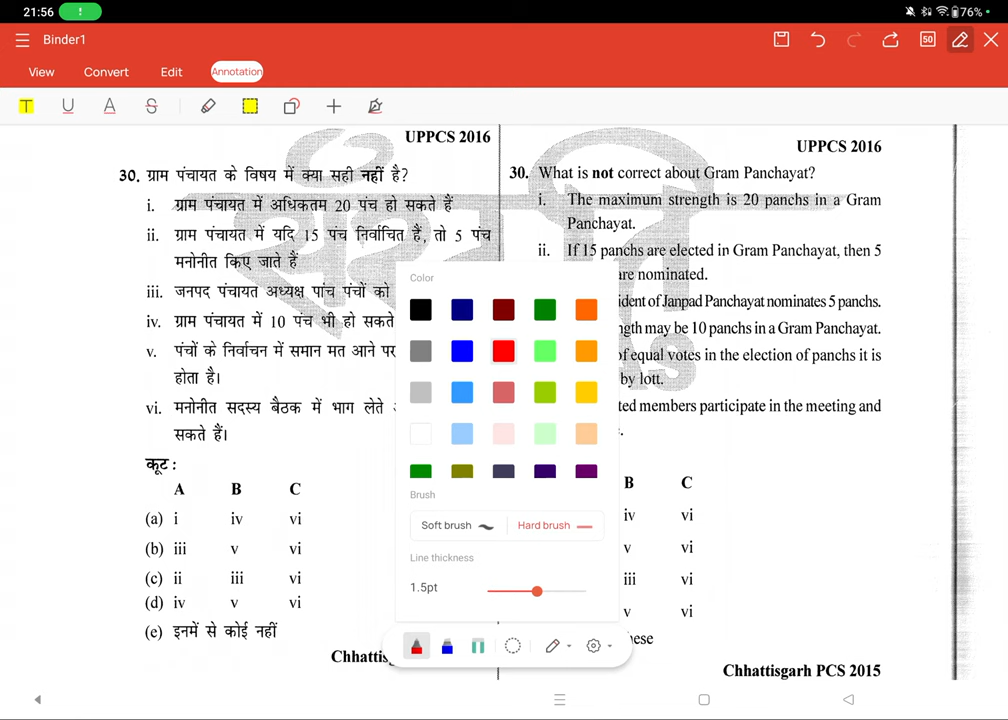 21:56
76%
Binder1
50
View Convert Edit Annotation
T U A S
UPPCS 2016
30. ग्राम पंचायत के विषय में क्या सही नहीं है?
i. ग्राम पंचायत में अधिकतम 20 पंच हो सकते हैं
ii. ग्राम पंचायत में यदि 15 पंच निर्वाचित हैं, तो 5 पंच
मनोनीत किए जाते हैं
iii. जनपद पंचायत अध्यक्ष पांच पंचों को
iv. ग्राम पंचायत में 10 पंच भी हो सकते
v. पंचों के निर्वाचन में समान मत आने पर
होता है।
vi. मनोनीत सदस्य बैठक में भाग लेते
सकते हैं।
कूट :
A B C
(a) i iv vi
(b) iii v vi
(c) ii iii vi
(d) iv v vi
(e) इनमें से कोई नहीं
Chhattisg
UPPCS 2016
30. What is not correct about Gram Panchayat?
i. The maximum strength is 20 panchs in a Gram
Panchayat.
ii. If 15 panchs are elected in Gram Panchayat, then 5
are nominated.
ident of Janpad Panchayat nominates 5 panchs.
ngth may be 10 panchs in a Gram Panchayat.
of equal votes in the election of panchs it is
by lott.
ted members participate in the meeting and
B C
iv vi
v vi
iii vi
v vi
hese
Chhattisgarh PCS 2015
Color
Brush
Soft brush Hard brush
Line thickness
1.5pt